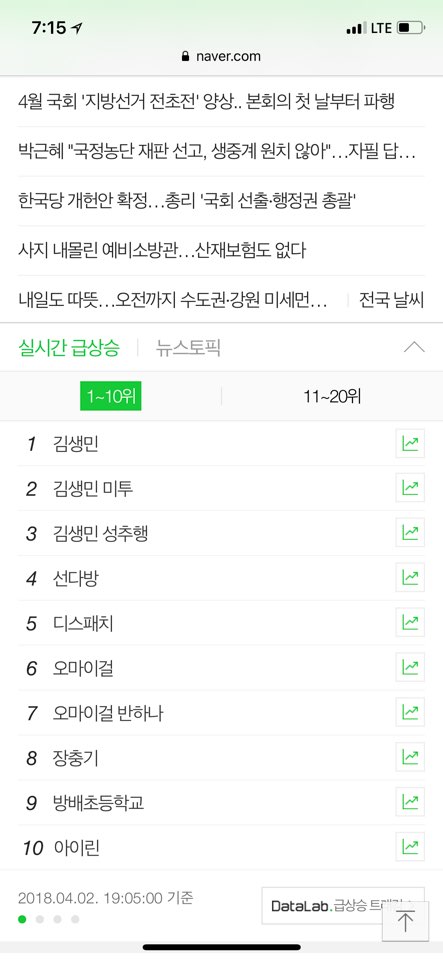 7:15
LTE
naver.com
4월 국회 '지방선거 전초전' 양상.. 본회의 첫 날부터 파행
박근혜 "국정농단 재판 선고, 생중계 원치 않아"...자필 답...
한국당 개헌안 확정...총리 '국회 선출·행정권 총괄'
사지 내몰린 예비소방관...산재보험도 없다
내일도 따뜻...오전까지 수도권·강원 미세먼... 전국 날씨
실시간 급상승 뉴스토픽
1~10위 11~20위
1 김생민
2 김생민 미투
3 김생민 성추행
4 선다방
5 디스패치
6 오마이걸
7 오마이걸 반하나
8 장충기
9 방배초등학교
10 아이린
2018.04.02. 19:05:00 기준
DataLab. 급상승